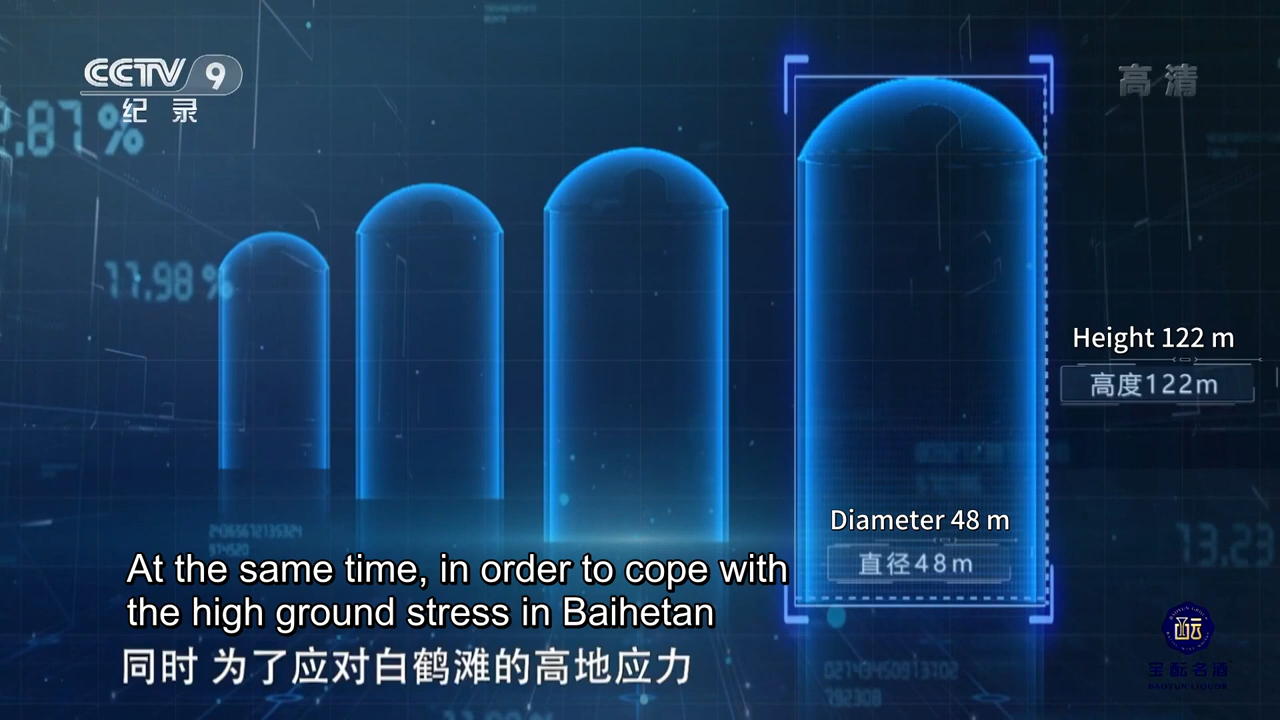 CCTV 9
纪录
高清
2.87%
11.98%
Height 122 m
高度122m
Diameter 48 m
直径48m
13.23
At the same time, in order to cope with
the high ground stress in Baihetan
同时 为了应对白鹤滩的高地应力
宝酝名酒
BAOYUN LIQUOR